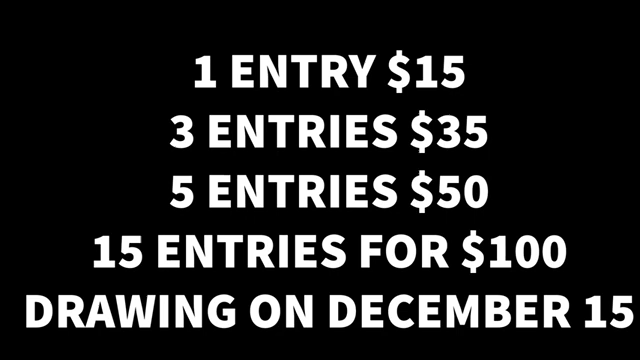 1 ENTRY $15
3 ENTRIES $35
5 ENTRIES $50
15 ENTRIES FOR $100
DRAWING ON DECEMBER 15